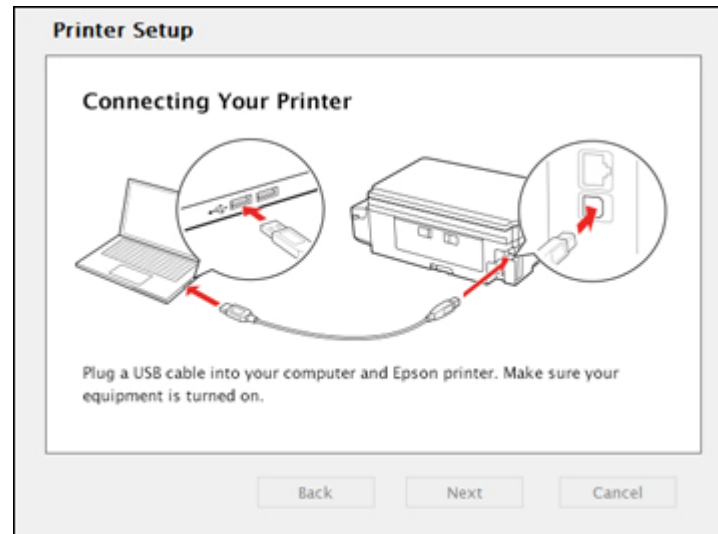 Printer Setup
Connecting Your Printer
Plug a USB cable into your computer and Epson printer. Make sure your
equipment is turned on.
Back
Next
Cancel